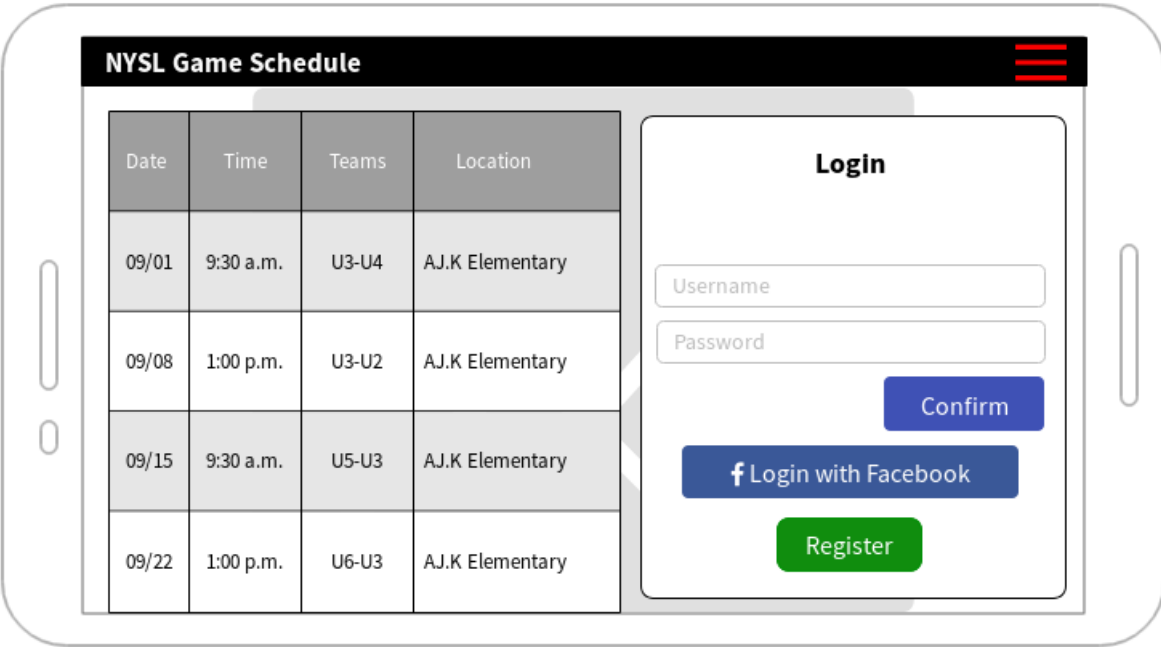 NYSL Game Schedule
Date Time Teams Location
09/01 9:30 a.m. U3-U4 AJ.K Elementary
09/08 1:00 p.m. U3-U2 AJ.K Elementary
09/15 9:30 a.m. U5-U3 AJ.K Elementary
09/22 1:00 p.m. U6-U3 AJ.K Elementary
Login
Username
Password
Confirm
Login with Facebook
Register